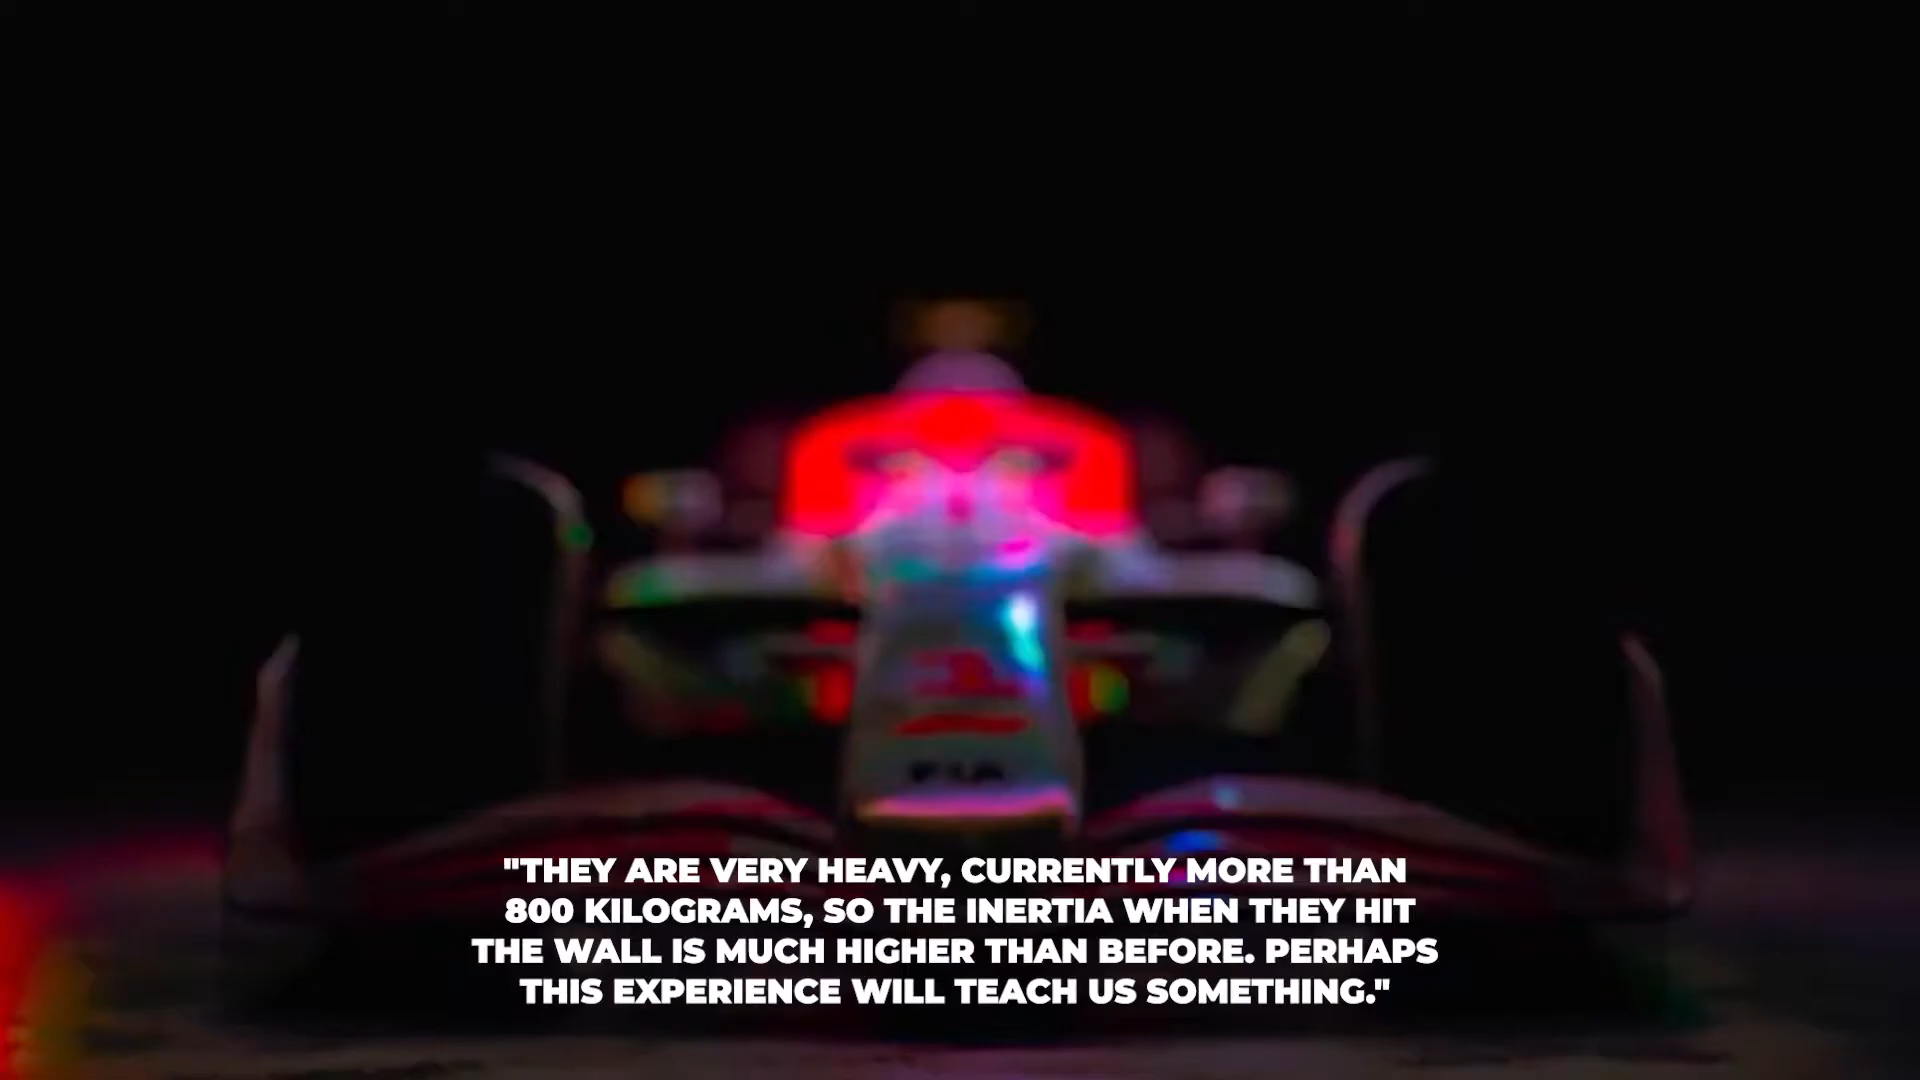 "THEY ARE VERY HEAVY, CURRENTLY MORE THAN
800 KILOGRAMS, SO THE INERTIA WHEN THEY HIT
THE WALL IS MUCH HIGHER THAN BEFORE. PERHAPS
THIS EXPERIENCE WILL TEACH US SOMETHING."